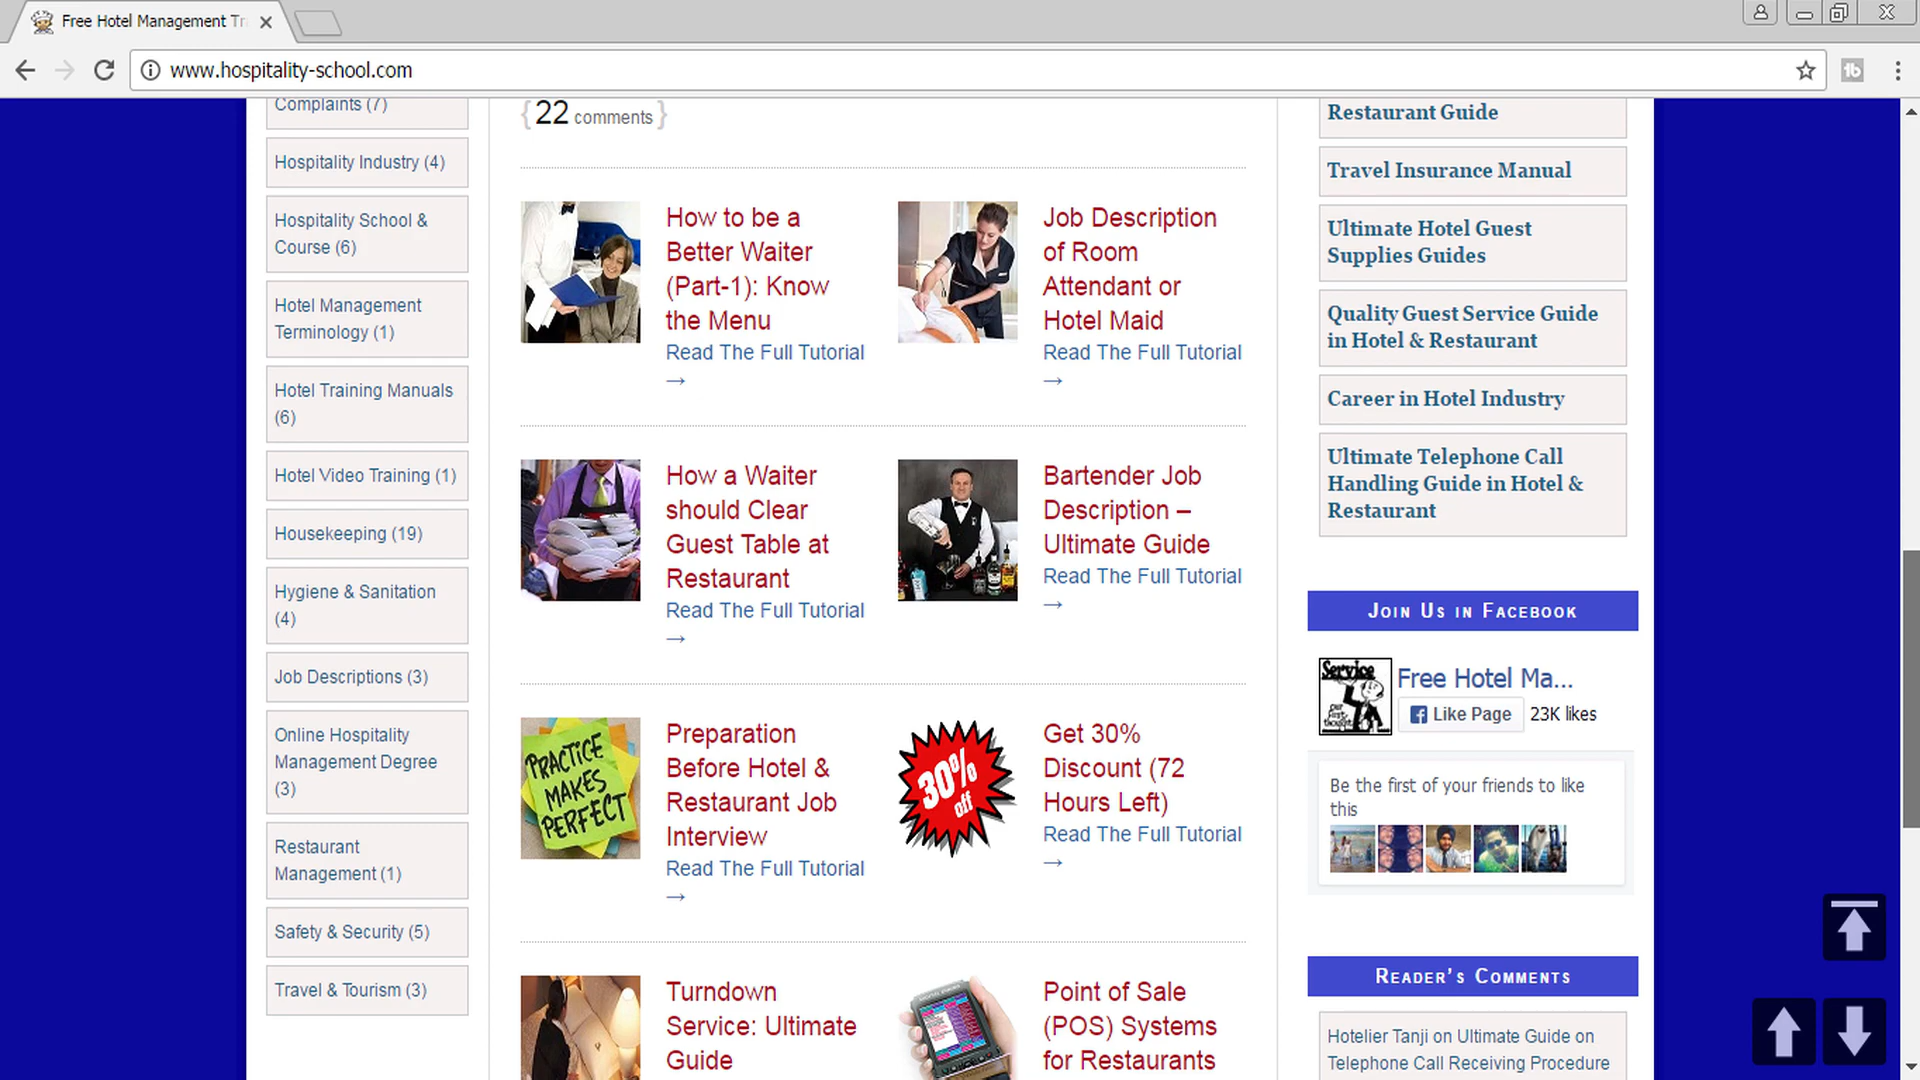 Free Hotel Management Tr
www.hospitality-school.com
Complaints (7)
Hospitality Industry (4)
Hospitality School &
Course (6)
Hotel Management
Terminology (1)
Hotel Training Manuals
(6)
Hotel Video Training (1)
Housekeeping (19)
Hygiene & Sanitation
(4)
Job Descriptions (3)
Online Hospitality
Management Degree
(3)
Restaurant
Management (1)
Safety & Security (5)
Travel & Tourism (3)
{ 22 comments }
How to be a
Better Waiter
(Part-1): Know
the Menu
Read The Full Tutorial
→
Job Description
of Room
Attendant or
Hotel Maid
Read The Full Tutorial
→
How a Waiter
should Clear
Guest Table at
Restaurant
Read The Full Tutorial
→
Bartender Job
Description –
Ultimate Guide
Read The Full Tutorial
→
PRACTICE
MAKES
PERFECT
Preparation
Before Hotel &
Restaurant Job
Interview
Read The Full Tutorial
→
30%
off
Get 30%
Discount (72
Hours Left)
Read The Full Tutorial
→
Turndown
Service: Ultimate
Guide
Point of Sale
(POS) Systems
for Restaurants
Restaurant Guide
Travel Insurance Manual
Ultimate Hotel Guest
Supplies Guides
Quality Guest Service Guide
in Hotel & Restaurant
Career in Hotel Industry
Ultimate Telephone Call
Handling Guide in Hotel &
Restaurant
Join Us in Facebook
Service
our first thought
Free Hotel Ma...
Like Page
23K likes
Be the first of your friends to like
this
Reader's Comments
Hotelier Tanji on Ultimate Guide on
Telephone Call Receiving Procedure